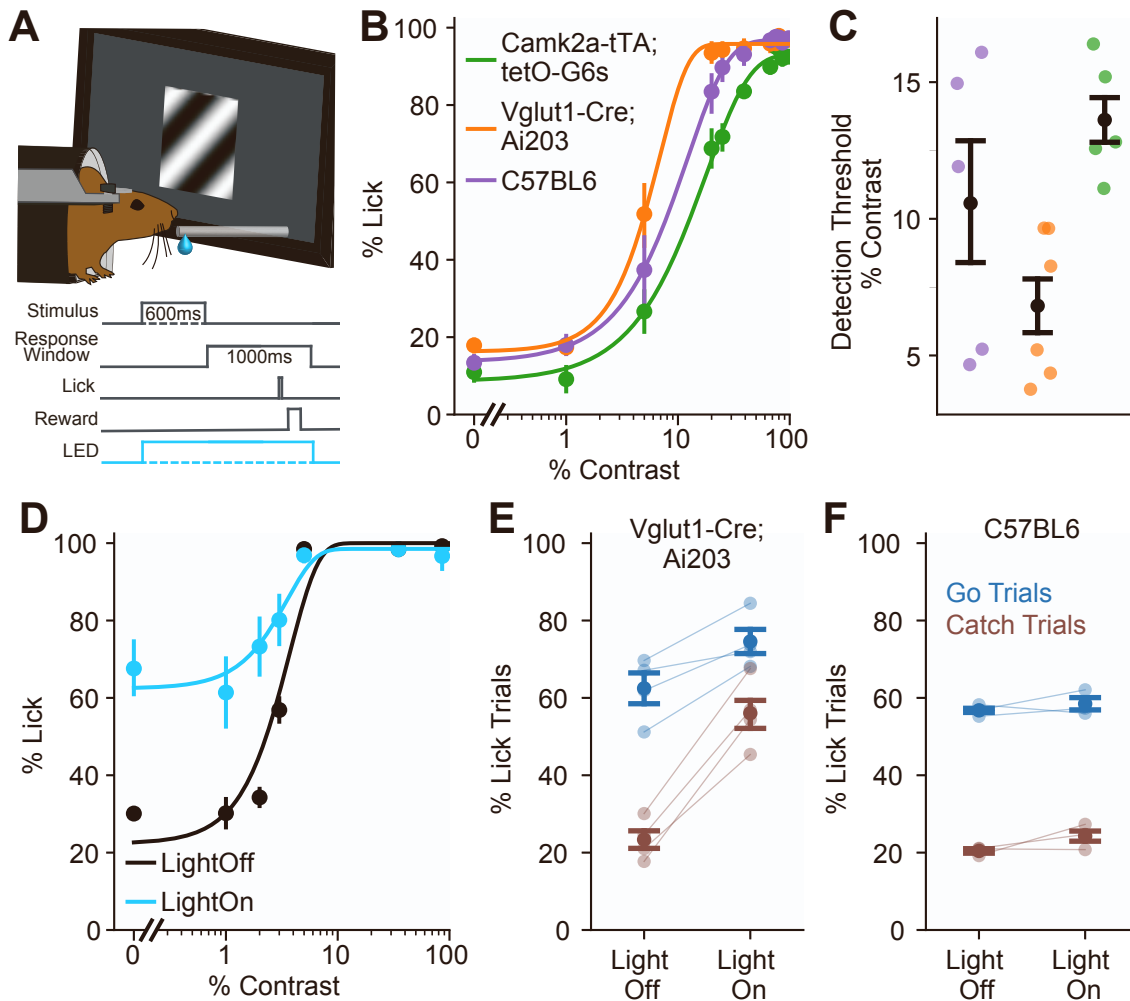 A
Stimulus
600ms
Response
Window
1000ms
Lick
Reward
LED
B
Camk2a-tTA;
tetO-G6s
Vglut1-Cre;
Ai203
C57BL6
% Lick
100
80
60
40
20
0
0
1
10
100
% Contrast
C
Detection Threshold
% Contrast
15
10
5
D
% Lick
100
80
60
40
20
0
LightOff
LightOn
0
1
10
100
% Contrast
E
Vglut1-Cre;
Ai203
% Lick Trials
100
80
60
40
20
0
Light
Off
Light
On
F
C57BL6
Go Trials
Catch Trials
% Lick Trials
100
80
60
40
20
0
Light
Off
Light
On